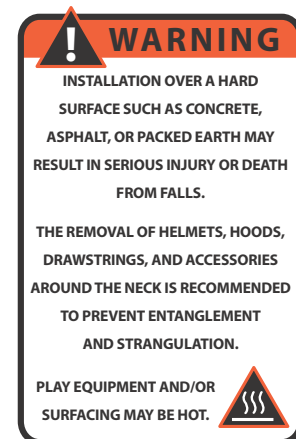 WARNING
INSTALLATION OVER A HARD
SURFACE SUCH AS CONCRETE,
ASPHALT, OR PACKED EARTH MAY
RESULT IN SERIOUS INJURY OR DEATH
FROM FALLS.
THE REMOVAL OF HELMETS, HOODS,
DRAWSTRINGS, AND ACCESSORIES
AROUND THE NECK IS RECOMMENDED
TO PREVENT ENTANGLEMENT
AND STRANGULATION.
PLAY EQUIPMENT AND/OR
SURFACING MAY BE HOT.